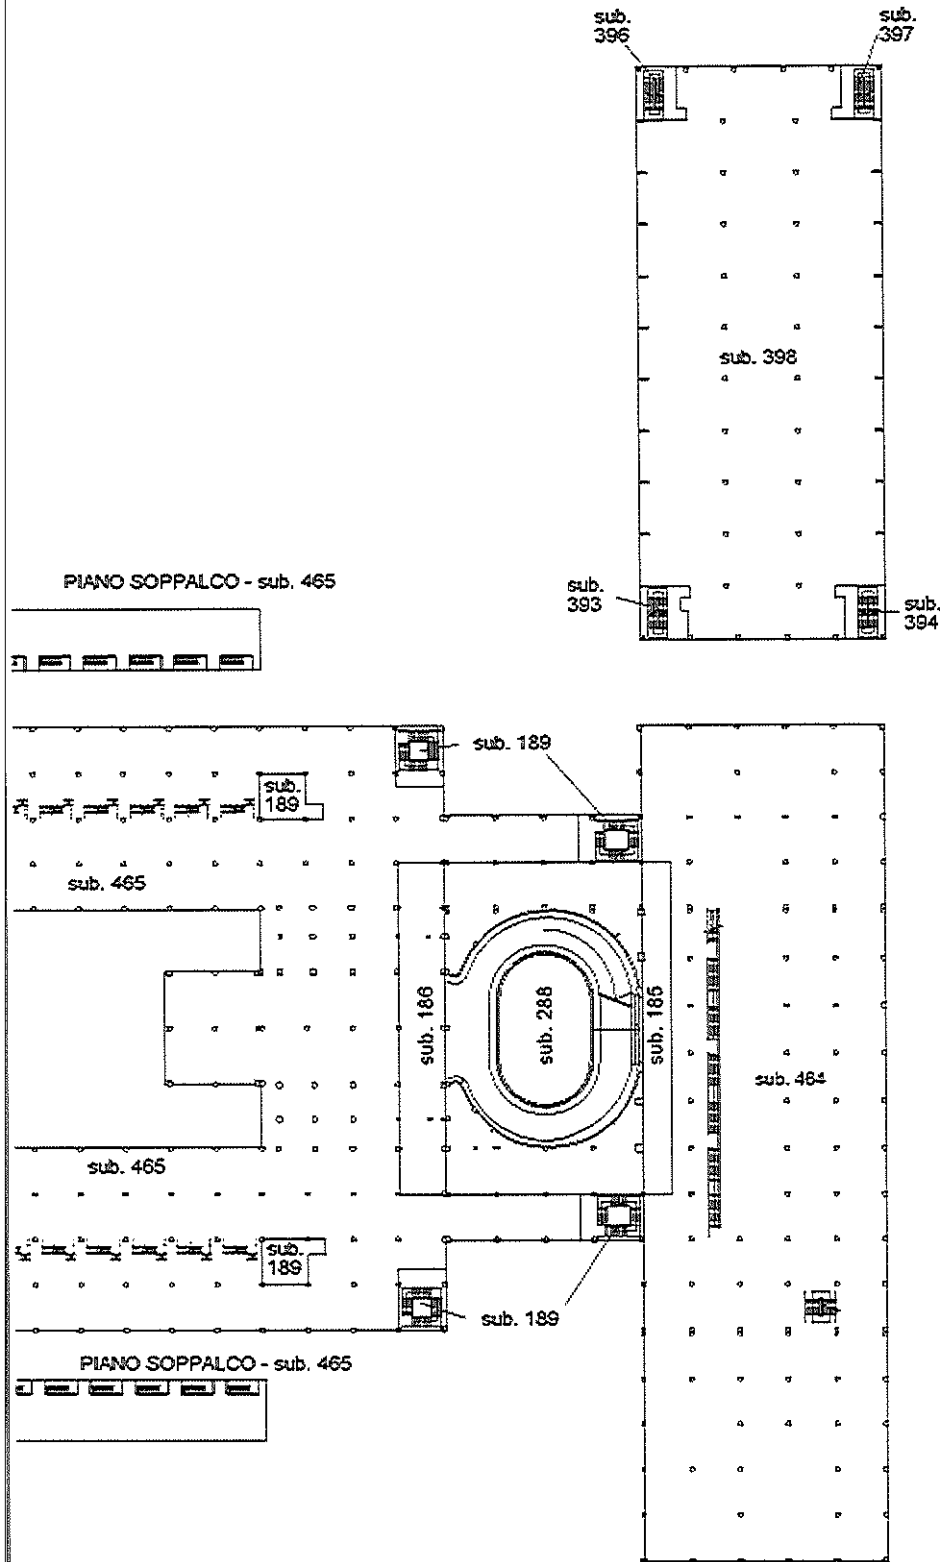 sub.
396
sub.
397
sub. 398
PIANO SOPPALCO - sub. 465
sub.
393
sub.
394
sub. 189
sub.
189
sub. 465
sub. 186
sub. 288
sub. 185
sub. 464
sub. 465
sub.
189
sub. 189
PIANO SOPPALCO - sub. 465